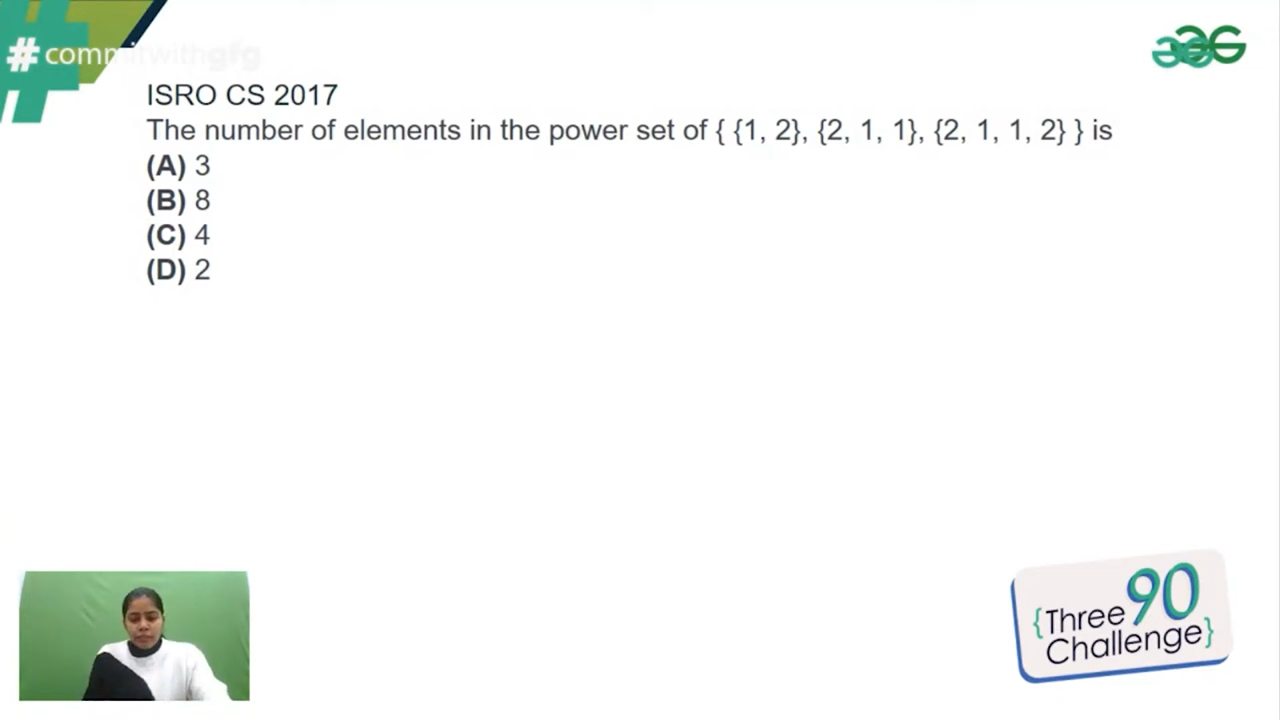 #commitwithgfg
ISRO CS 2017
The number of elements in the power set of { {1, 2}, {2, 1, 1}, {2, 1, 1, 2} } is
(A) 3
(B) 8
(C) 4
(D) 2
{Three 90
Challenge}